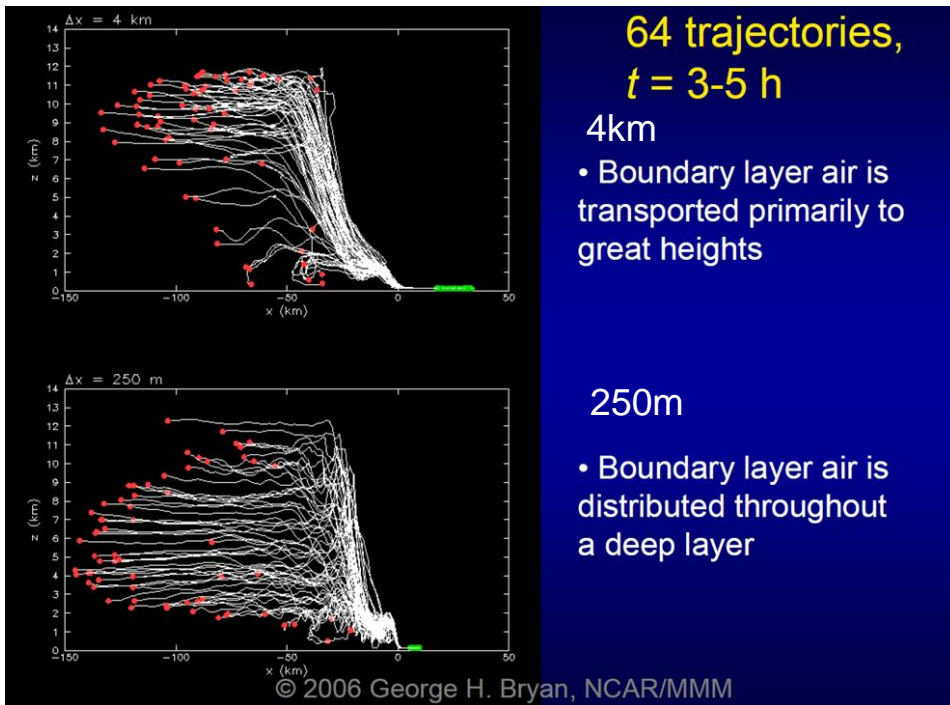 Δx = 4 km
14
13
12
11
10
9
8
7
6
5
4
3
2
1
0
z (km)
−150
−100
−50
0
50
x (km)
64 trajectories,
t = 3-5 h
4km
• Boundary layer air is
transported primarily to
great heights
Δx = 250 m
14
13
12
11
10
9
8
7
6
5
4
3
2
1
0
z (km)
−150
−100
−50
0
50
x (km)
250m
• Boundary layer air is
distributed throughout
a deep layer
© 2006 George H. Bryan, NCAR/MMM